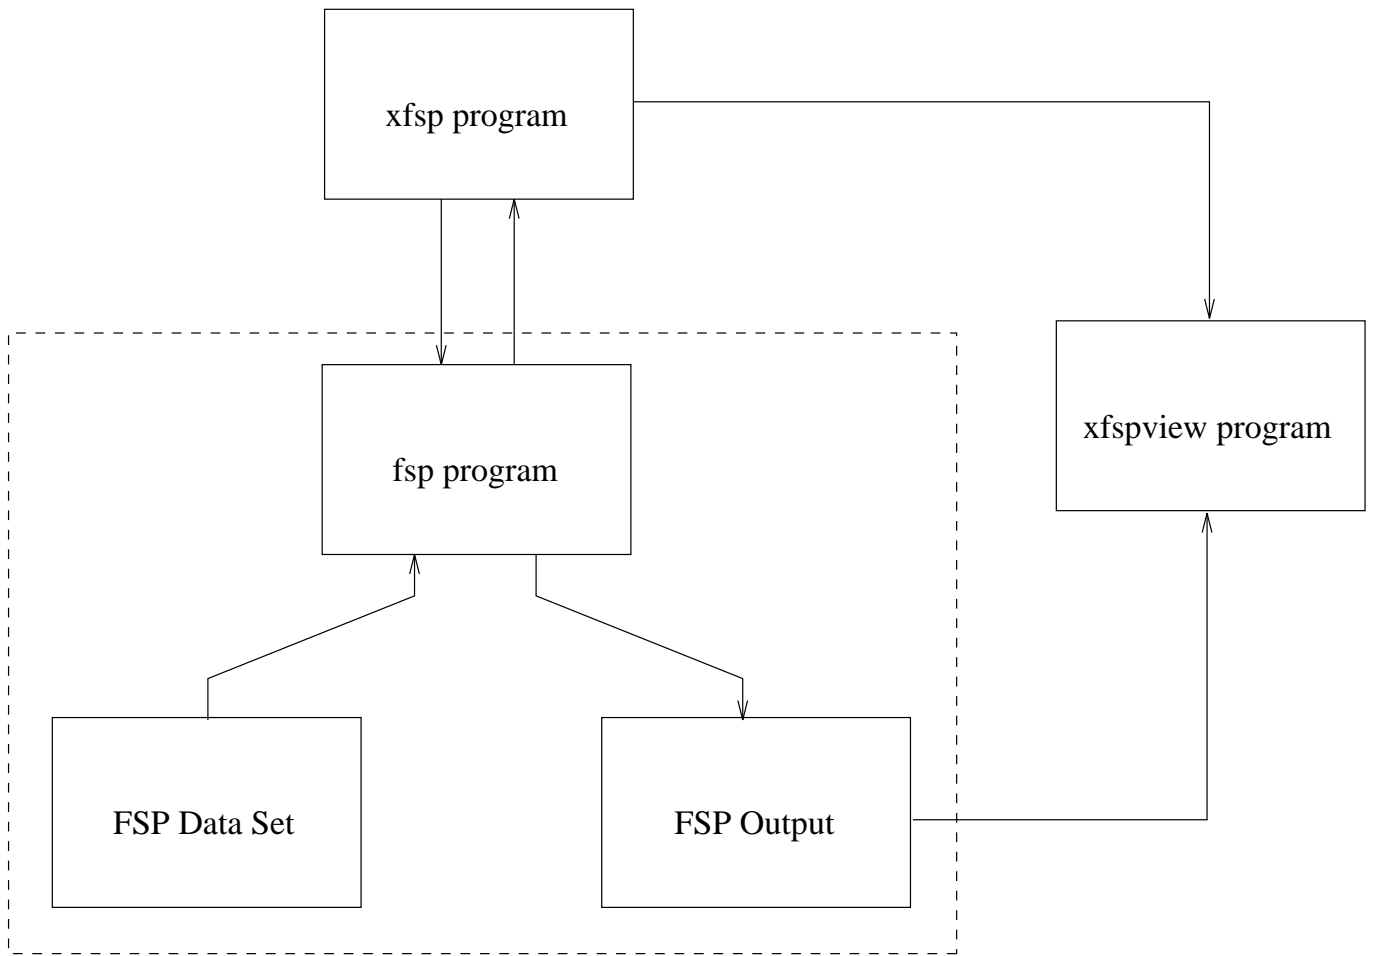 xfsp program
xfspview program
fsp program
FSP Data Set
FSP Output